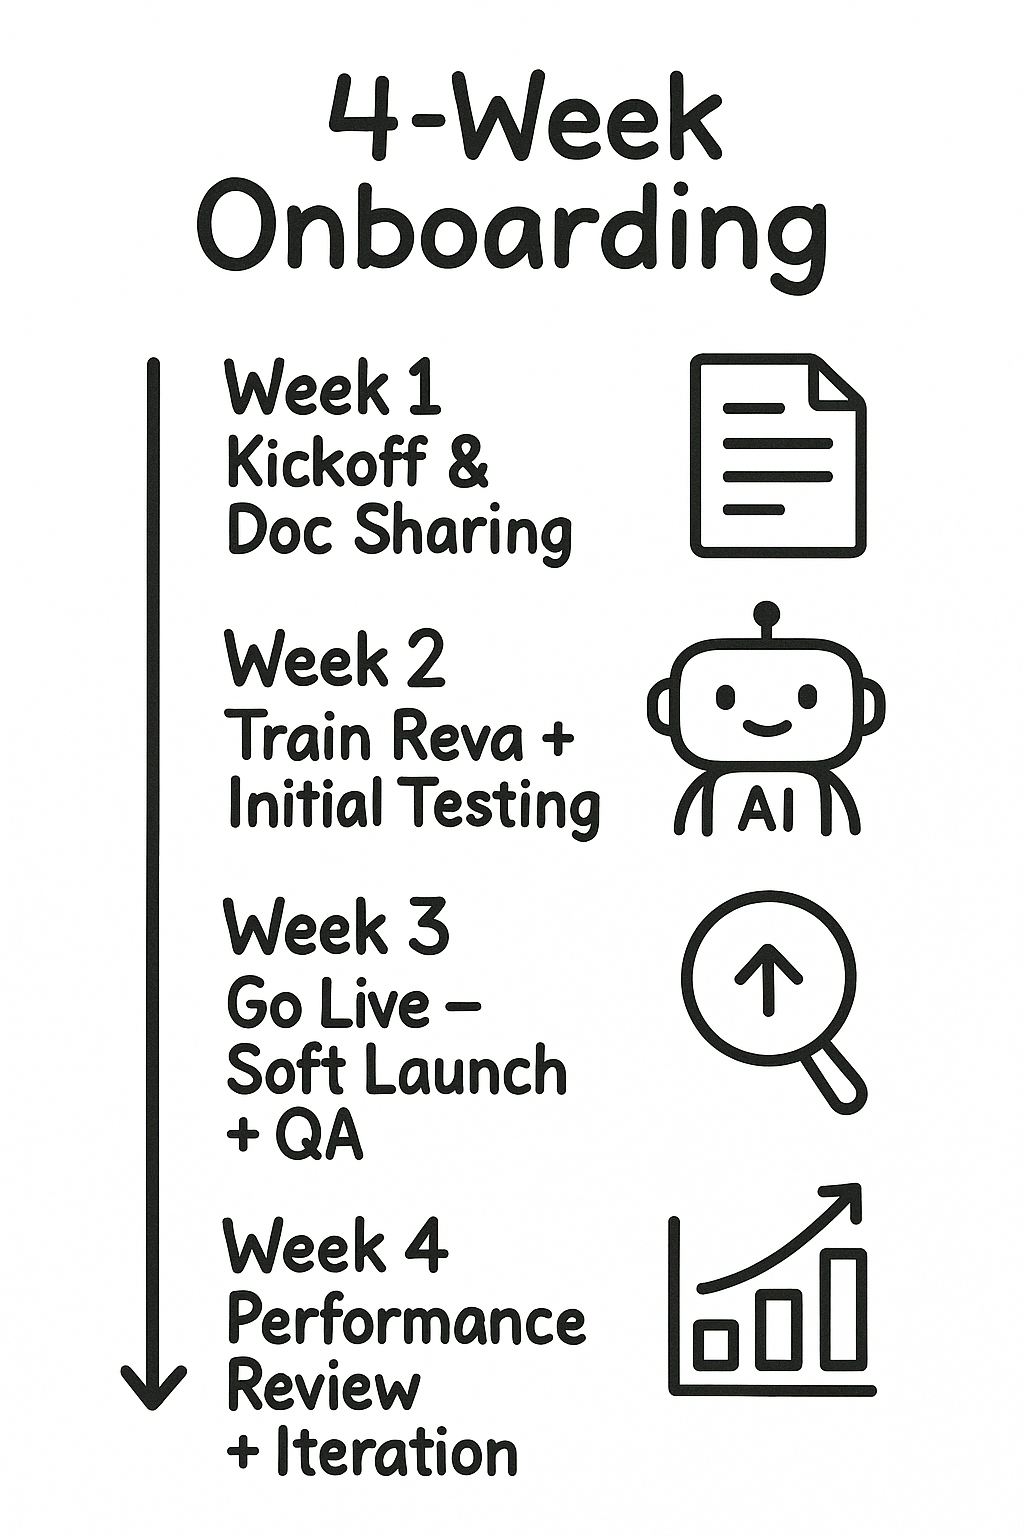 4-Week
Onboarding
Week 1
Kickoff &
Doc Sharing
Week 2
Train Reva +
Initial Testing
AI
Week 3
Go Live –
Soft Launch
+ QA
Week 4
Performance
Review
+ Iteration